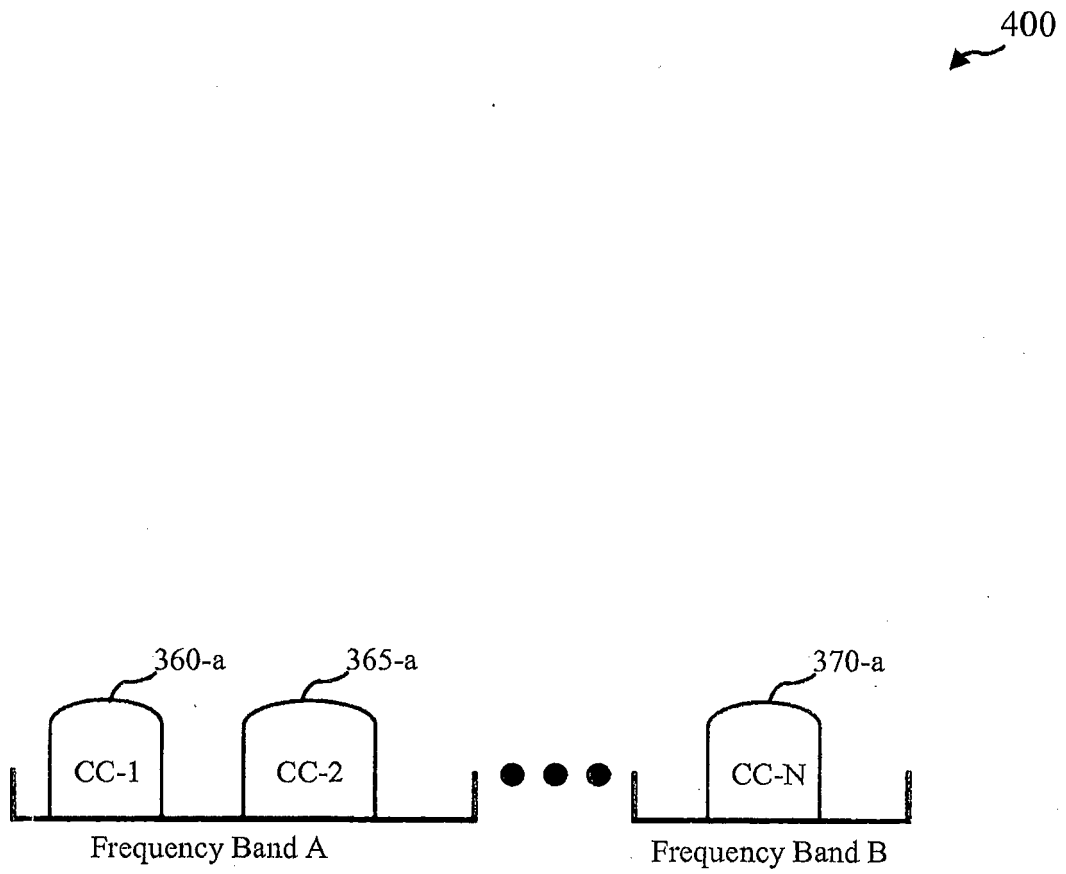 400
360-a
365-a
370-a
CC-1
CC-2
CC-N
Frequency Band A
Frequency Band B